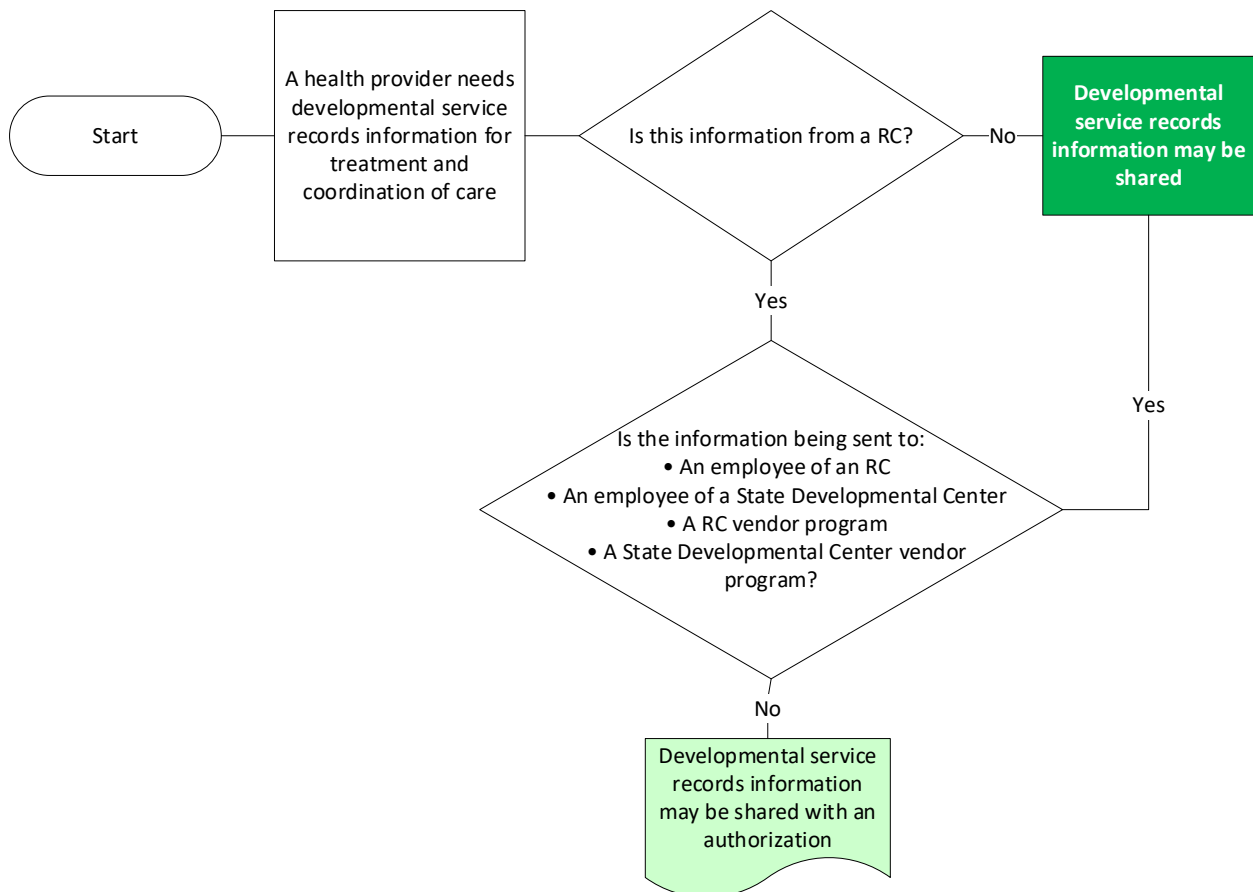 Start
A health provider needs
developmental service
records information for
treatment and
coordination of care
Is this information from a RC?
No
Developmental
service records
information may be
shared
Yes
Is the information being sent to:
• An employee of an RC
• An employee of a State Developmental Center
• A RC vendor program
• A State Developmental Center vendor
program?
Yes
No
Developmental service
records information
may be shared with an
authorization